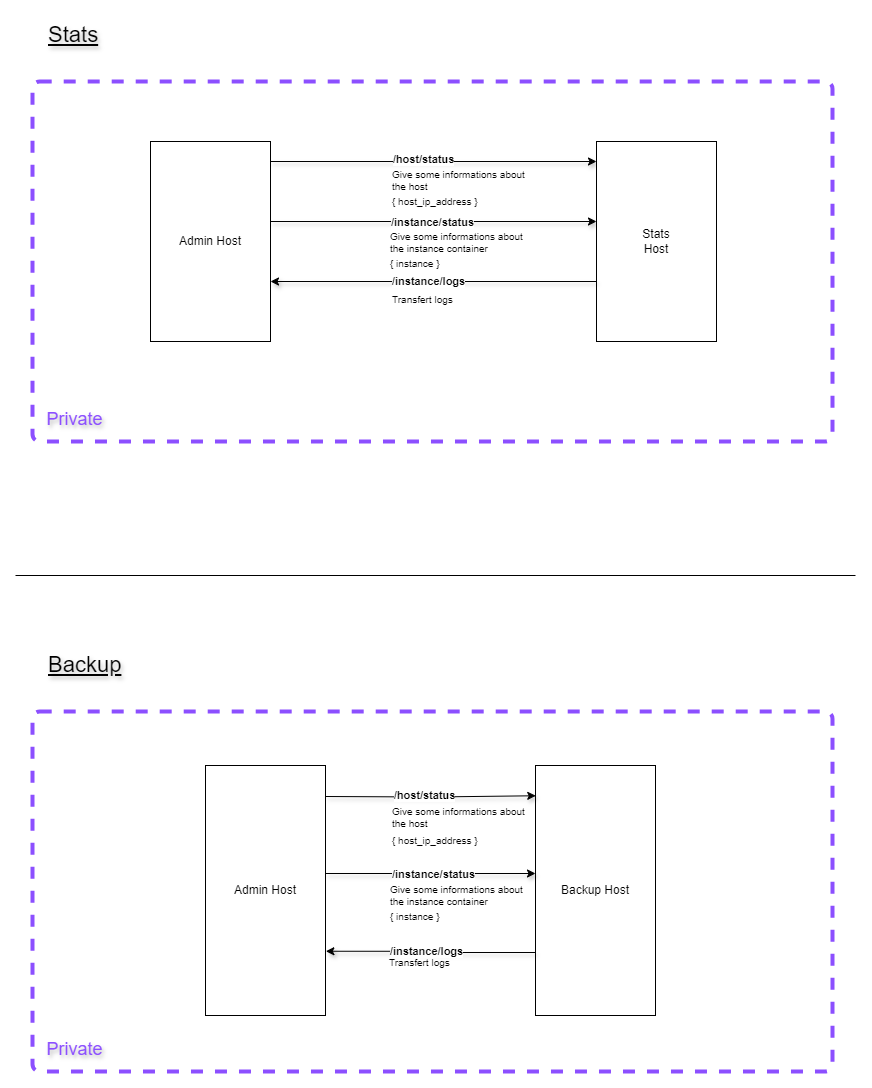 Stats
/host/status
Give some informations about
the host
{ host_ip_address }
/instance/status
Give some informations about
the instance container
{ instance }
/instance/logs
Transfert logs
Admin Host
Stats
Host
Private
Backup
/host/status
Give some informations about
the host
{ host_ip_address }
/instance/status
Give some informations about
the instance container
{ instance }
/instance/logs
Transfert logs
Admin Host
Backup Host
Private